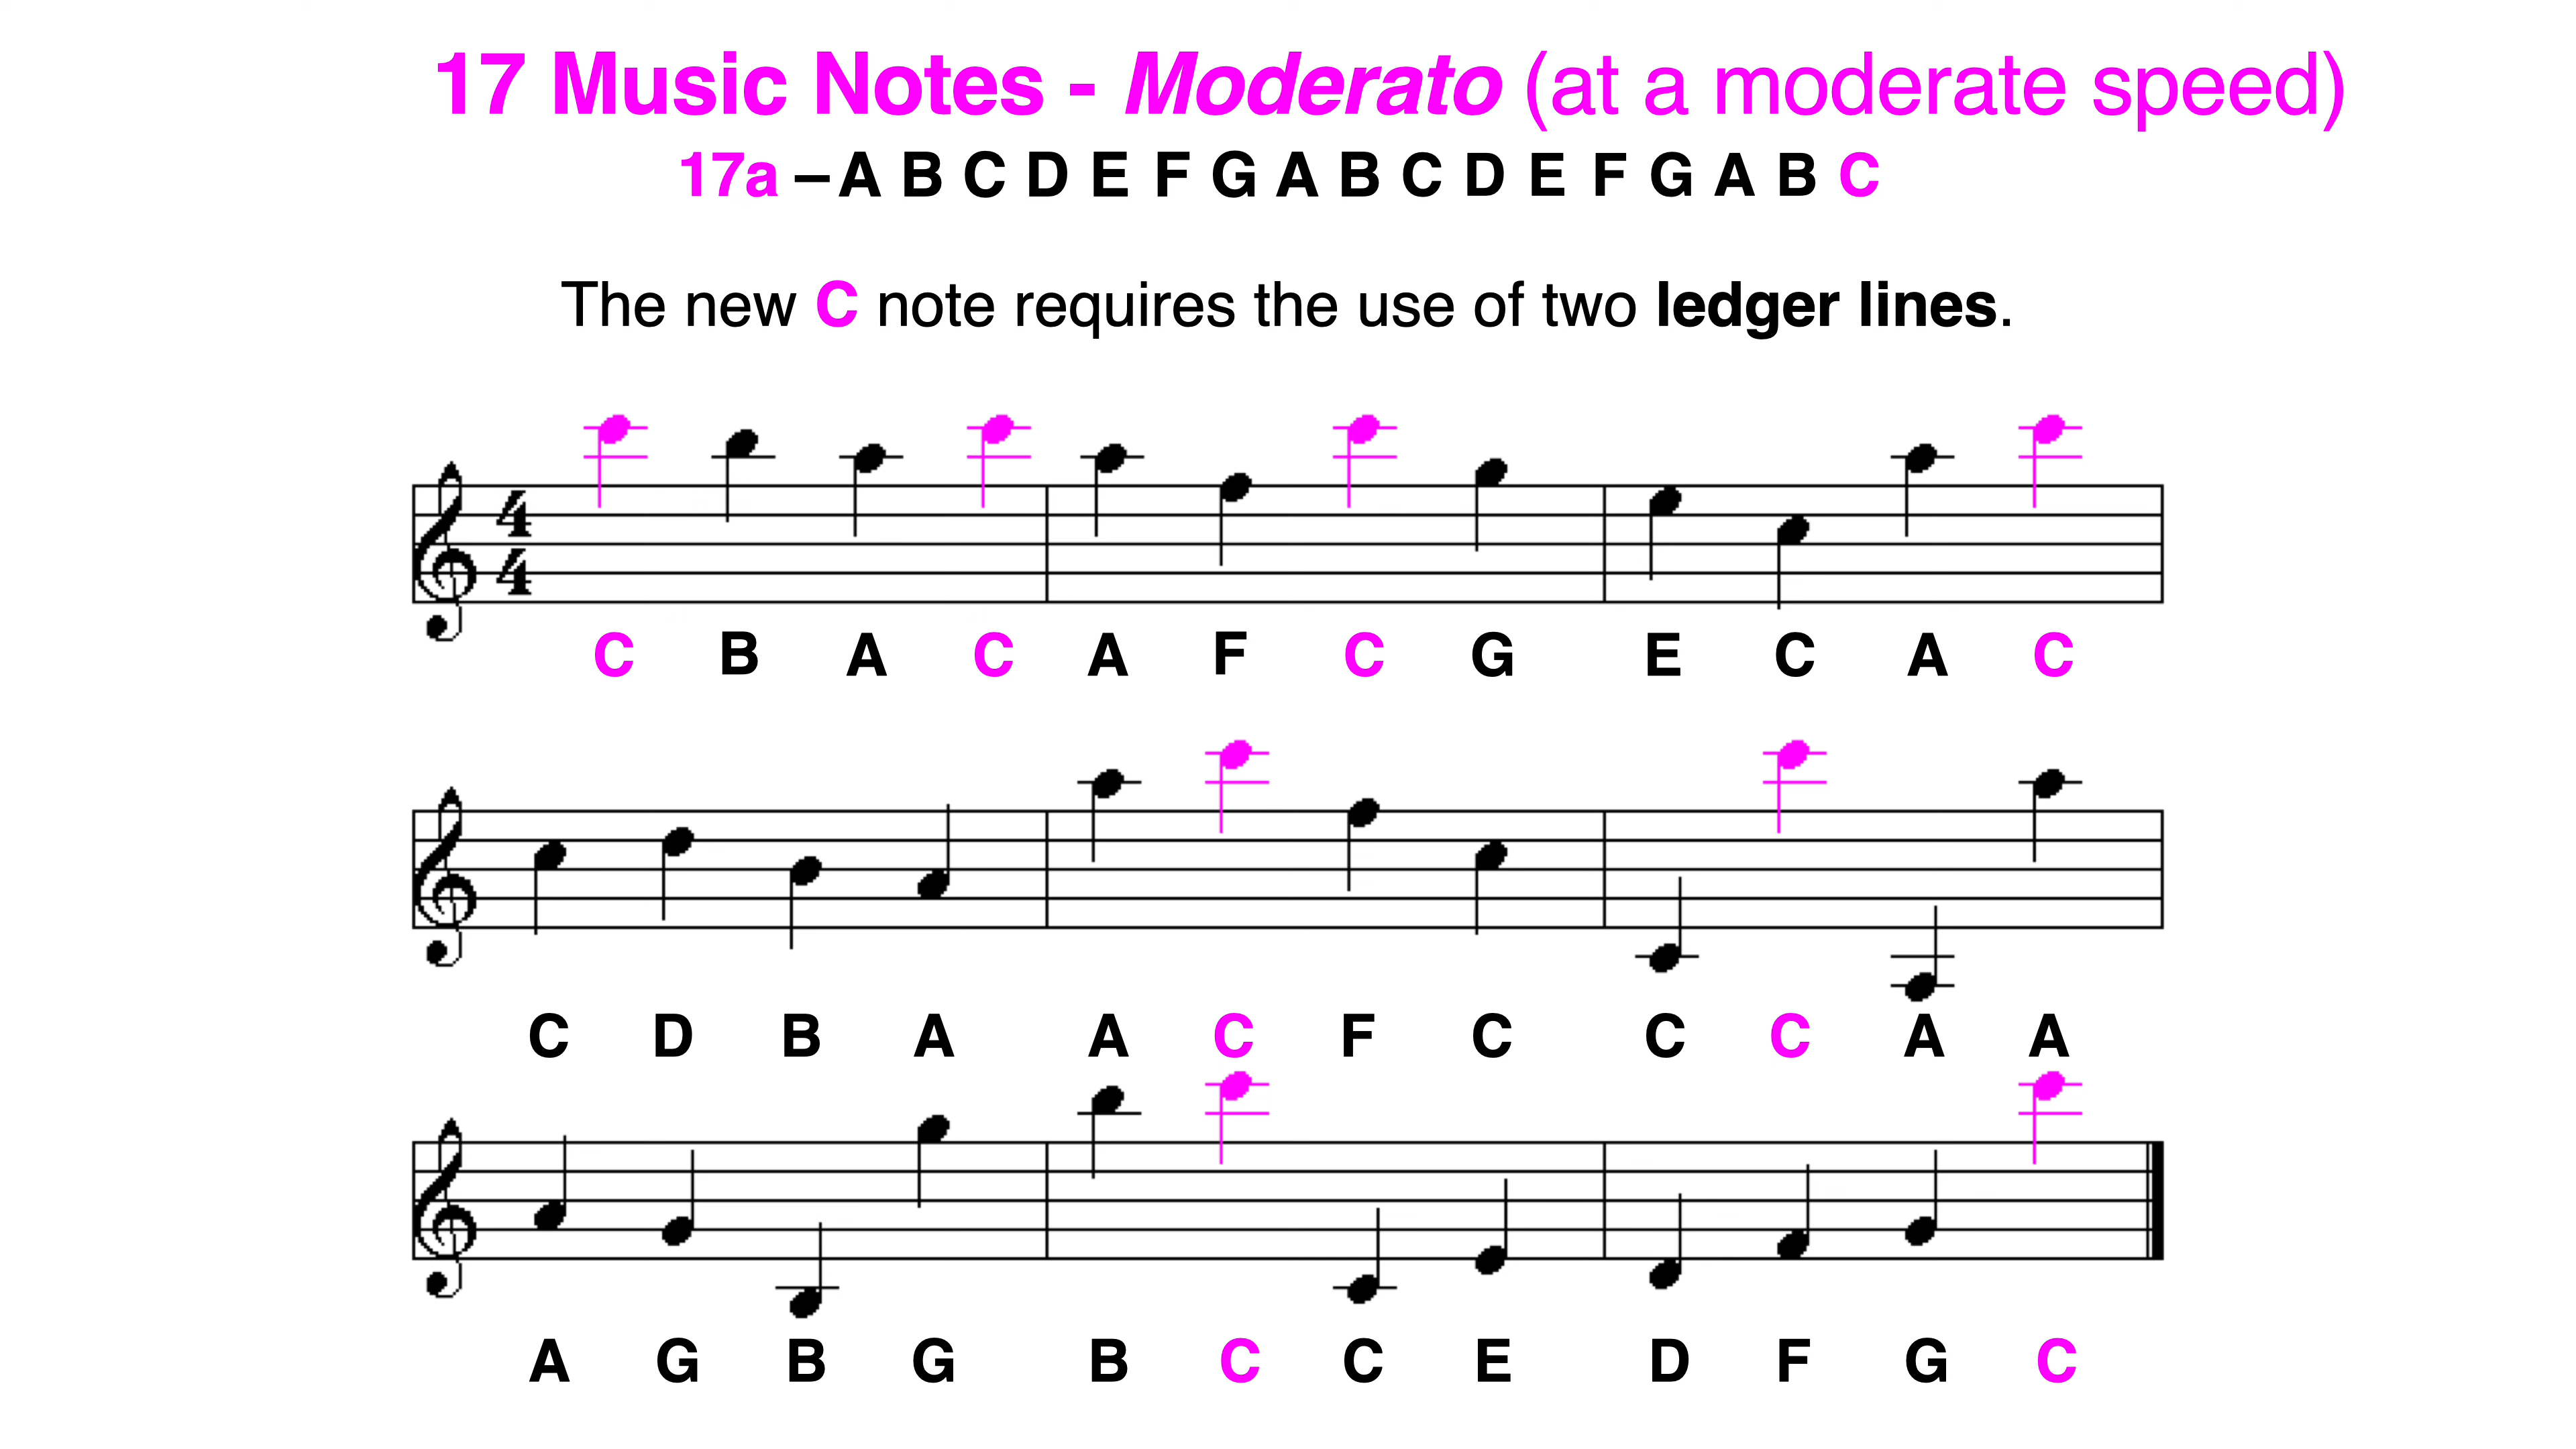 17 Music Notes - Moderato (at a moderate speed)
17a – A B C D E F G A B C D E F G A B C
The new C note requires the use of two ledger lines.
4
4
C B A C A F C G E C A C
C D B A A C F C C C A A
A G B G B C C E D F G C